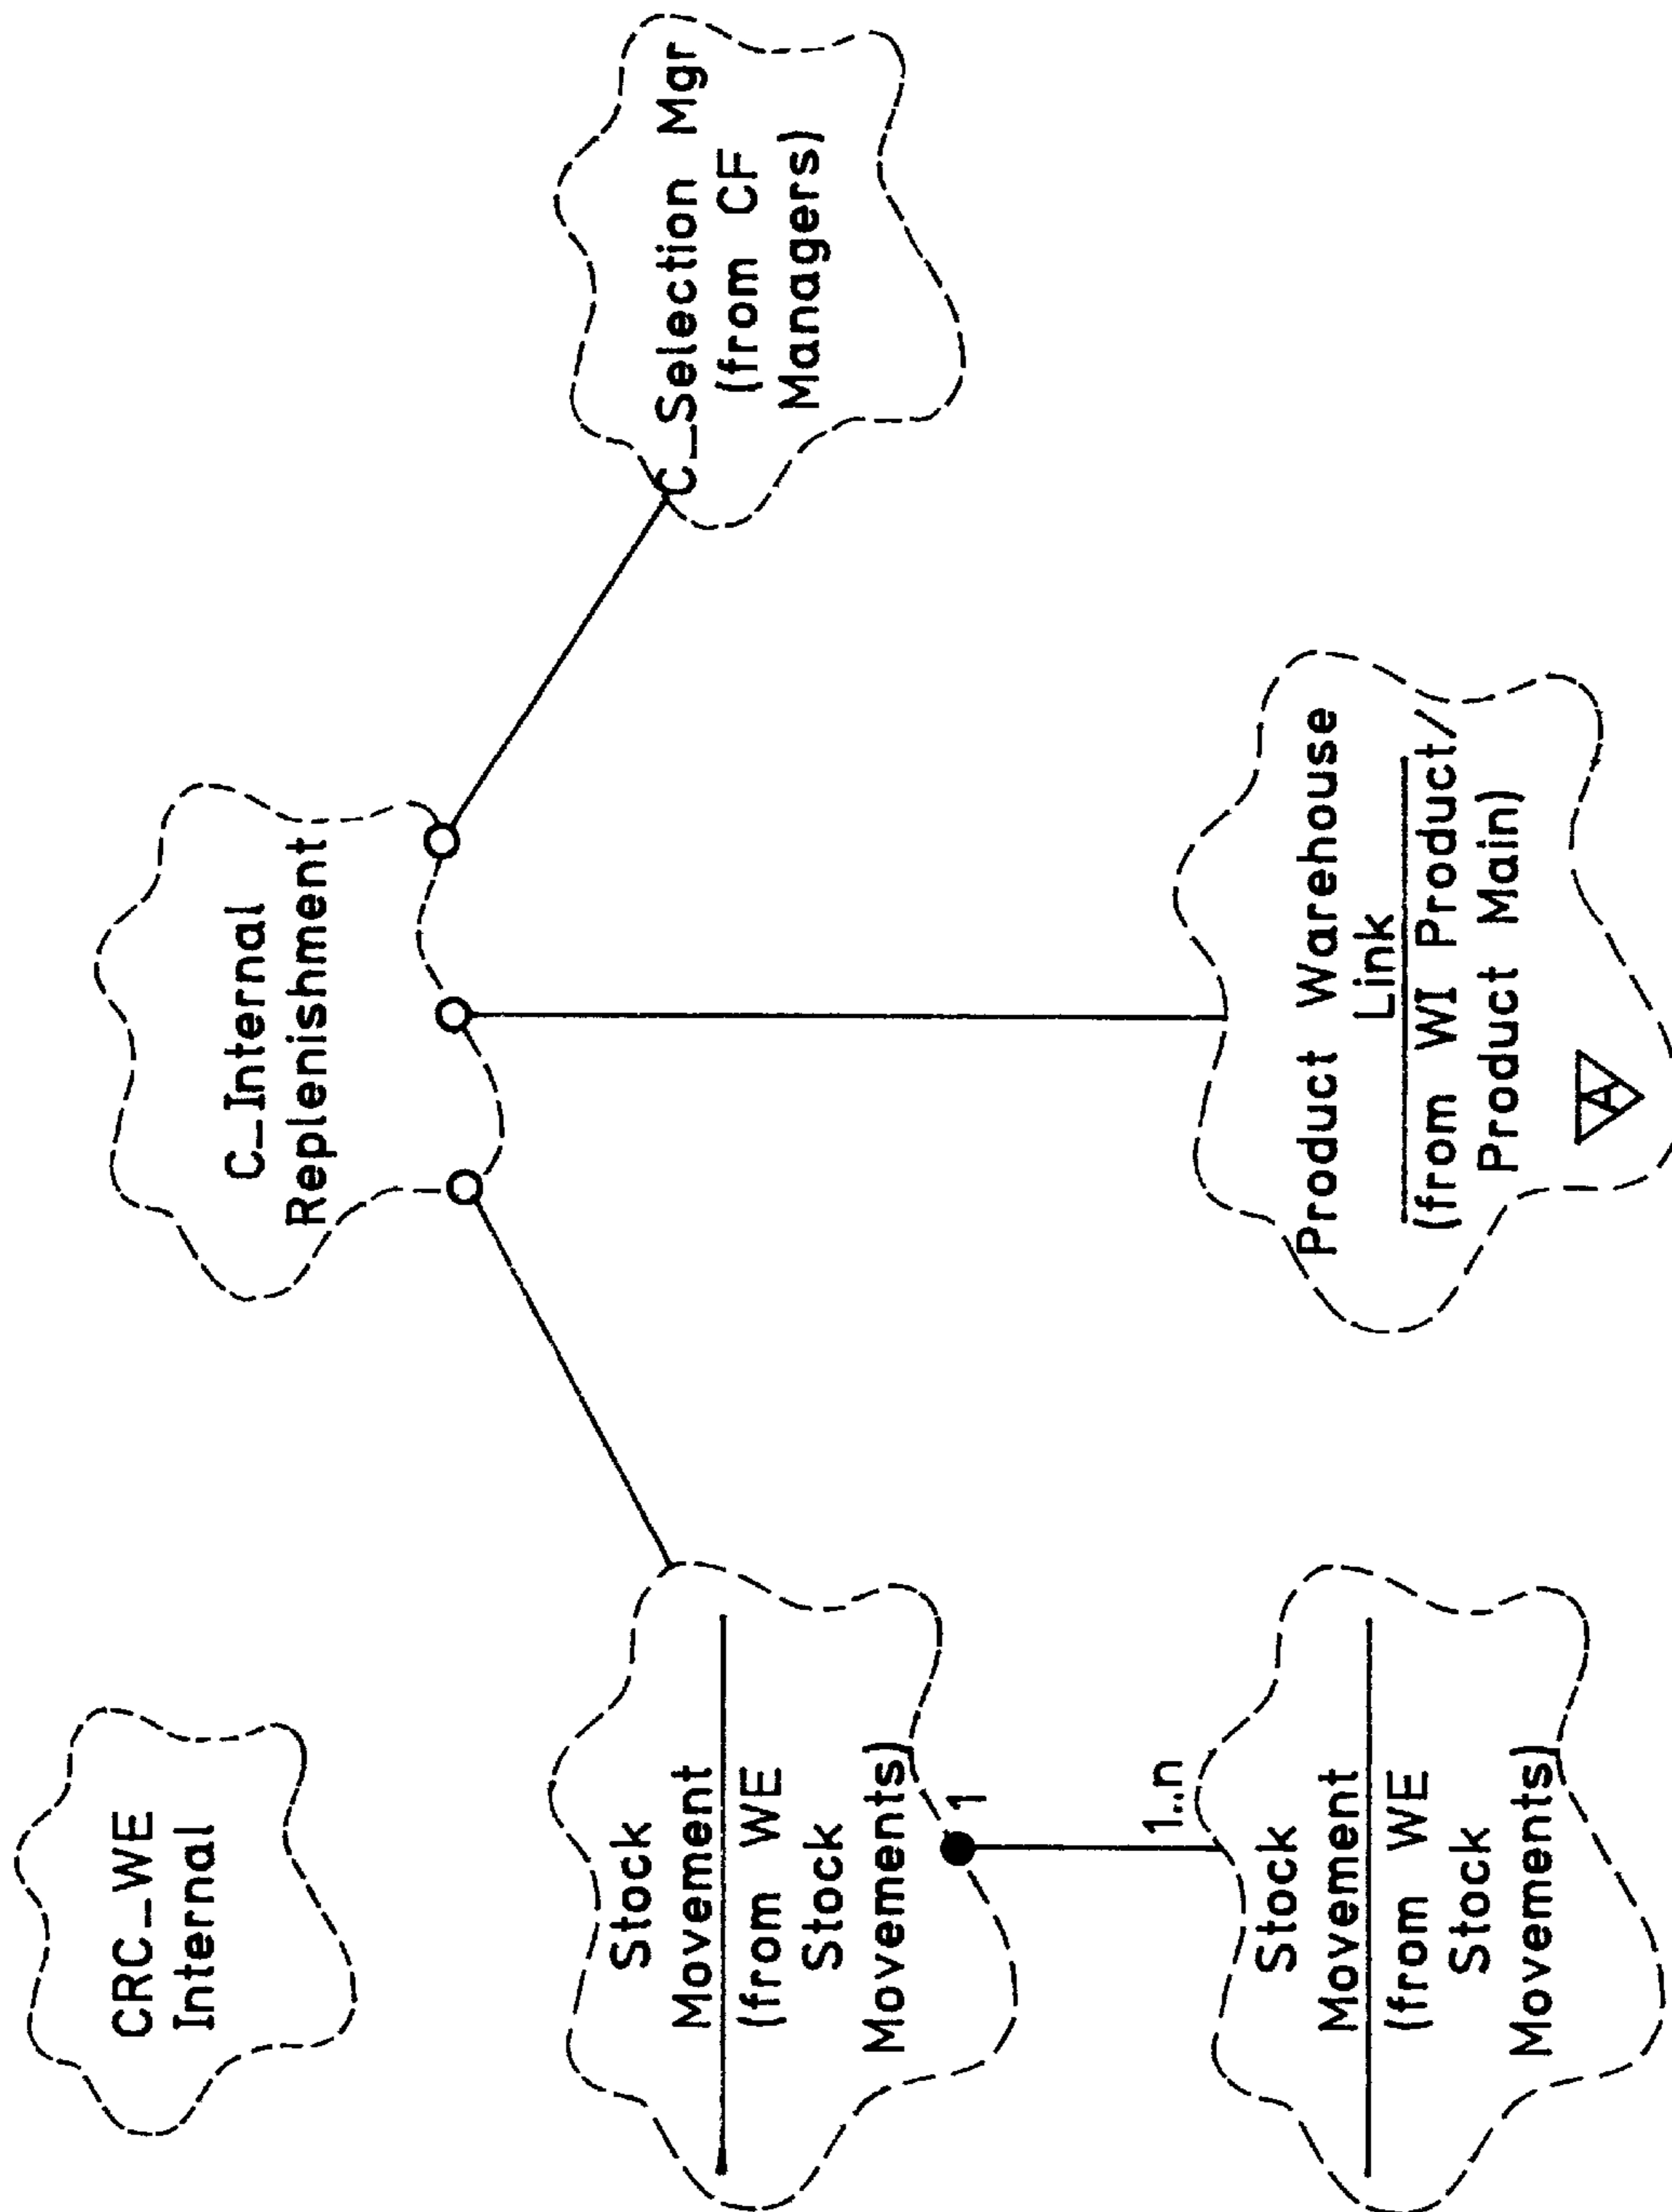 CRC_WE
Internal
C_Internal
Replenishment
Stock
Movement
(from WE
Stock
Movements)
1
1..n
Stock
Movement
(from WE
Stock
Movements)
Product Warehouse
Link
(from WI Product/
Product Main)
A
C_Selection Mgr
(from CF
Managers)